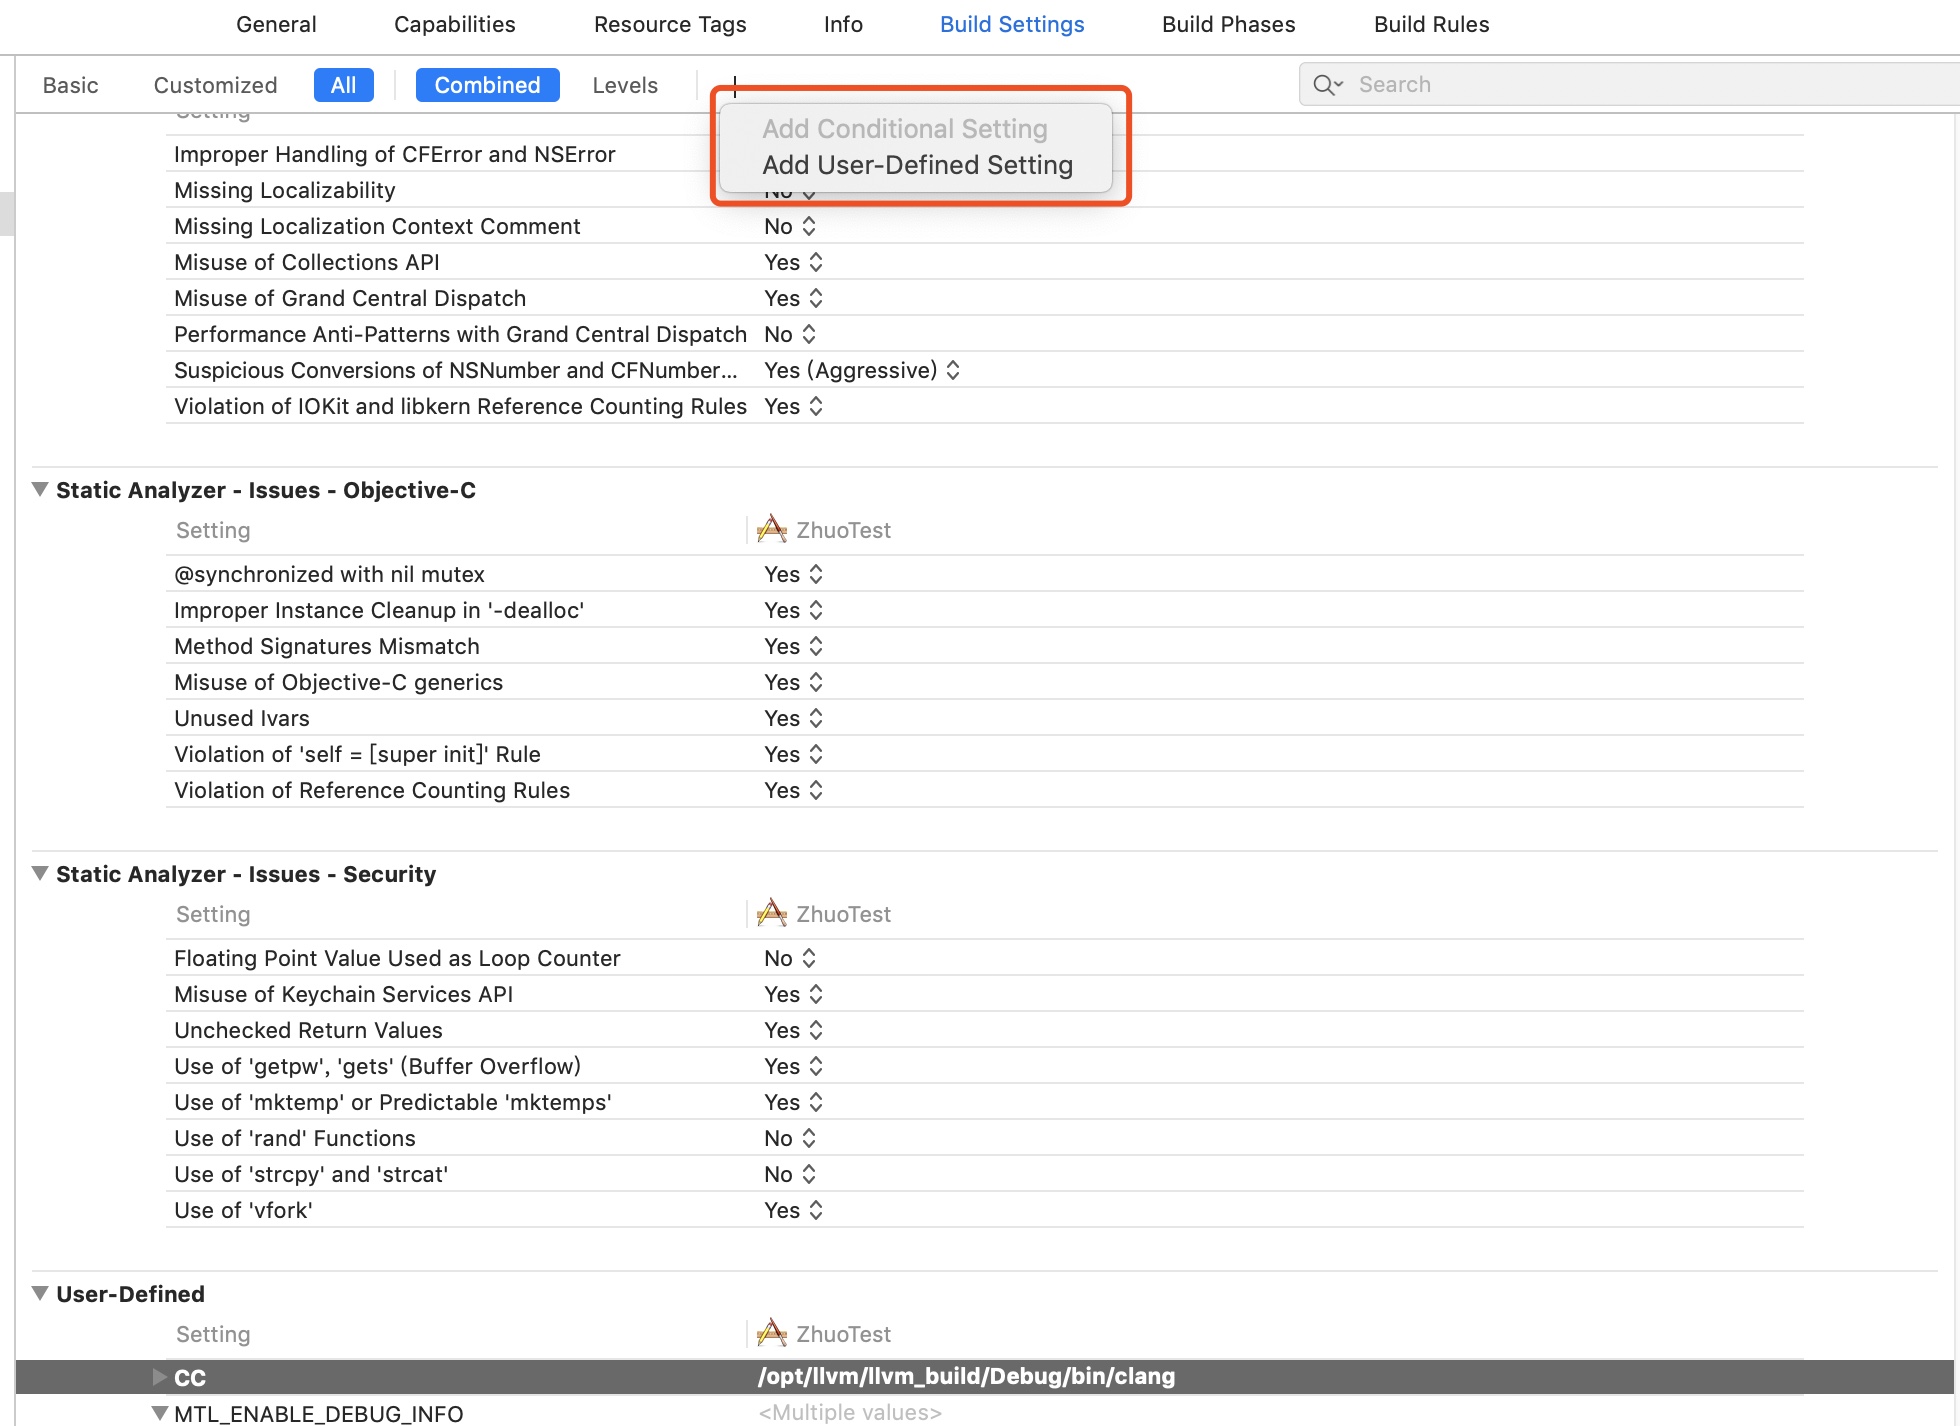 General Capabilities Resource Tags Info Build Settings Build Phases Build Rules
Basic Customized All Combined Levels Search
Setting
Add Conditional Setting
Add User-Defined Setting
Improper Handling of CFError and NSError
Missing Localizability No
Missing Localization Context Comment No
Misuse of Collections API Yes
Misuse of Grand Central Dispatch Yes
Performance Anti-Patterns with Grand Central Dispatch No
Suspicious Conversions of NSNumber and CFNumber... Yes (Aggressive)
Violation of IOKit and libkern Reference Counting Rules Yes
Static Analyzer - Issues - Objective-C
Setting ZhuoTest
@synchronized with nil mutex Yes
Improper Instance Cleanup in '-dealloc' Yes
Method Signatures Mismatch Yes
Misuse of Objective-C generics Yes
Unused Ivars Yes
Violation of 'self = [super init]' Rule Yes
Violation of Reference Counting Rules Yes
Static Analyzer - Issues - Security
Setting ZhuoTest
Floating Point Value Used as Loop Counter No
Misuse of Keychain Services API Yes
Unchecked Return Values Yes
Use of 'getpw', 'gets' (Buffer Overflow) Yes
Use of 'mktemp' or Predictable 'mktemps' Yes
Use of 'rand' Functions No
Use of 'strcpy' and 'strcat' No
Use of 'vfork' Yes
User-Defined
Setting ZhuoTest
CC /opt/llvm/llvm_build/Debug/bin/clang
MTL_ENABLE_DEBUG_INFO <Multiple values>